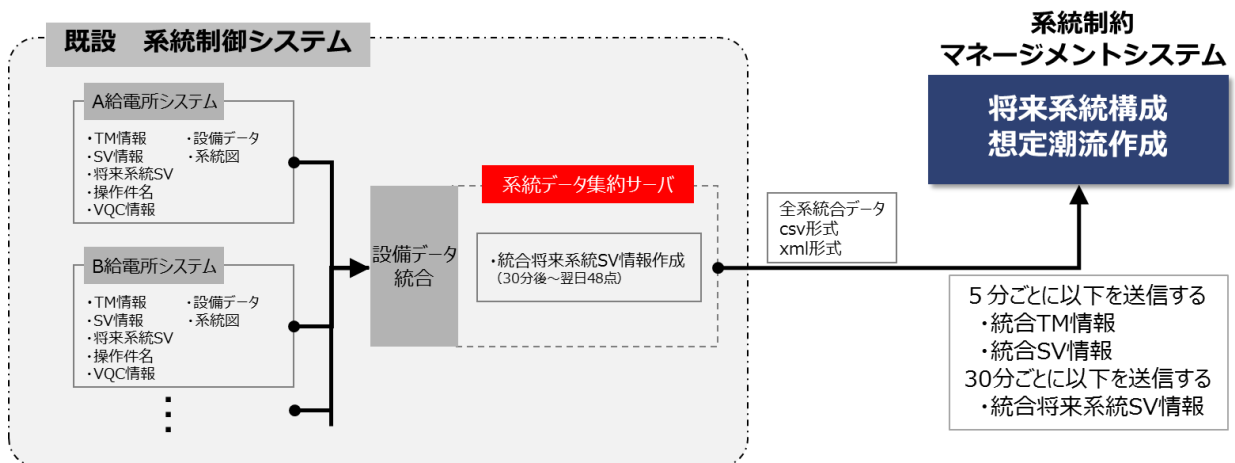 既設　系統制御システム
A給電所システム
・TM情報
・SV情報
・将来系統SV
・操作件名
・VQC情報
・設備データ
・系統図
B給電所システム
・TM情報
・SV情報
・将来系統SV
・操作件名
・VQC情報
・設備データ
・系統図
設備データ
統合
系統データ集約サーバ
・統合将来系統SV情報作成
（30分後～翌日48点）
全系統合データ
csv形式
xml形式
系統制約
マネージメントシステム
将来系統構成
想定潮流作成
５分ごとに以下を送信する
・統合TM情報
・統合SV情報
30分ごとに以下を送信する
・統合将来系統SV情報